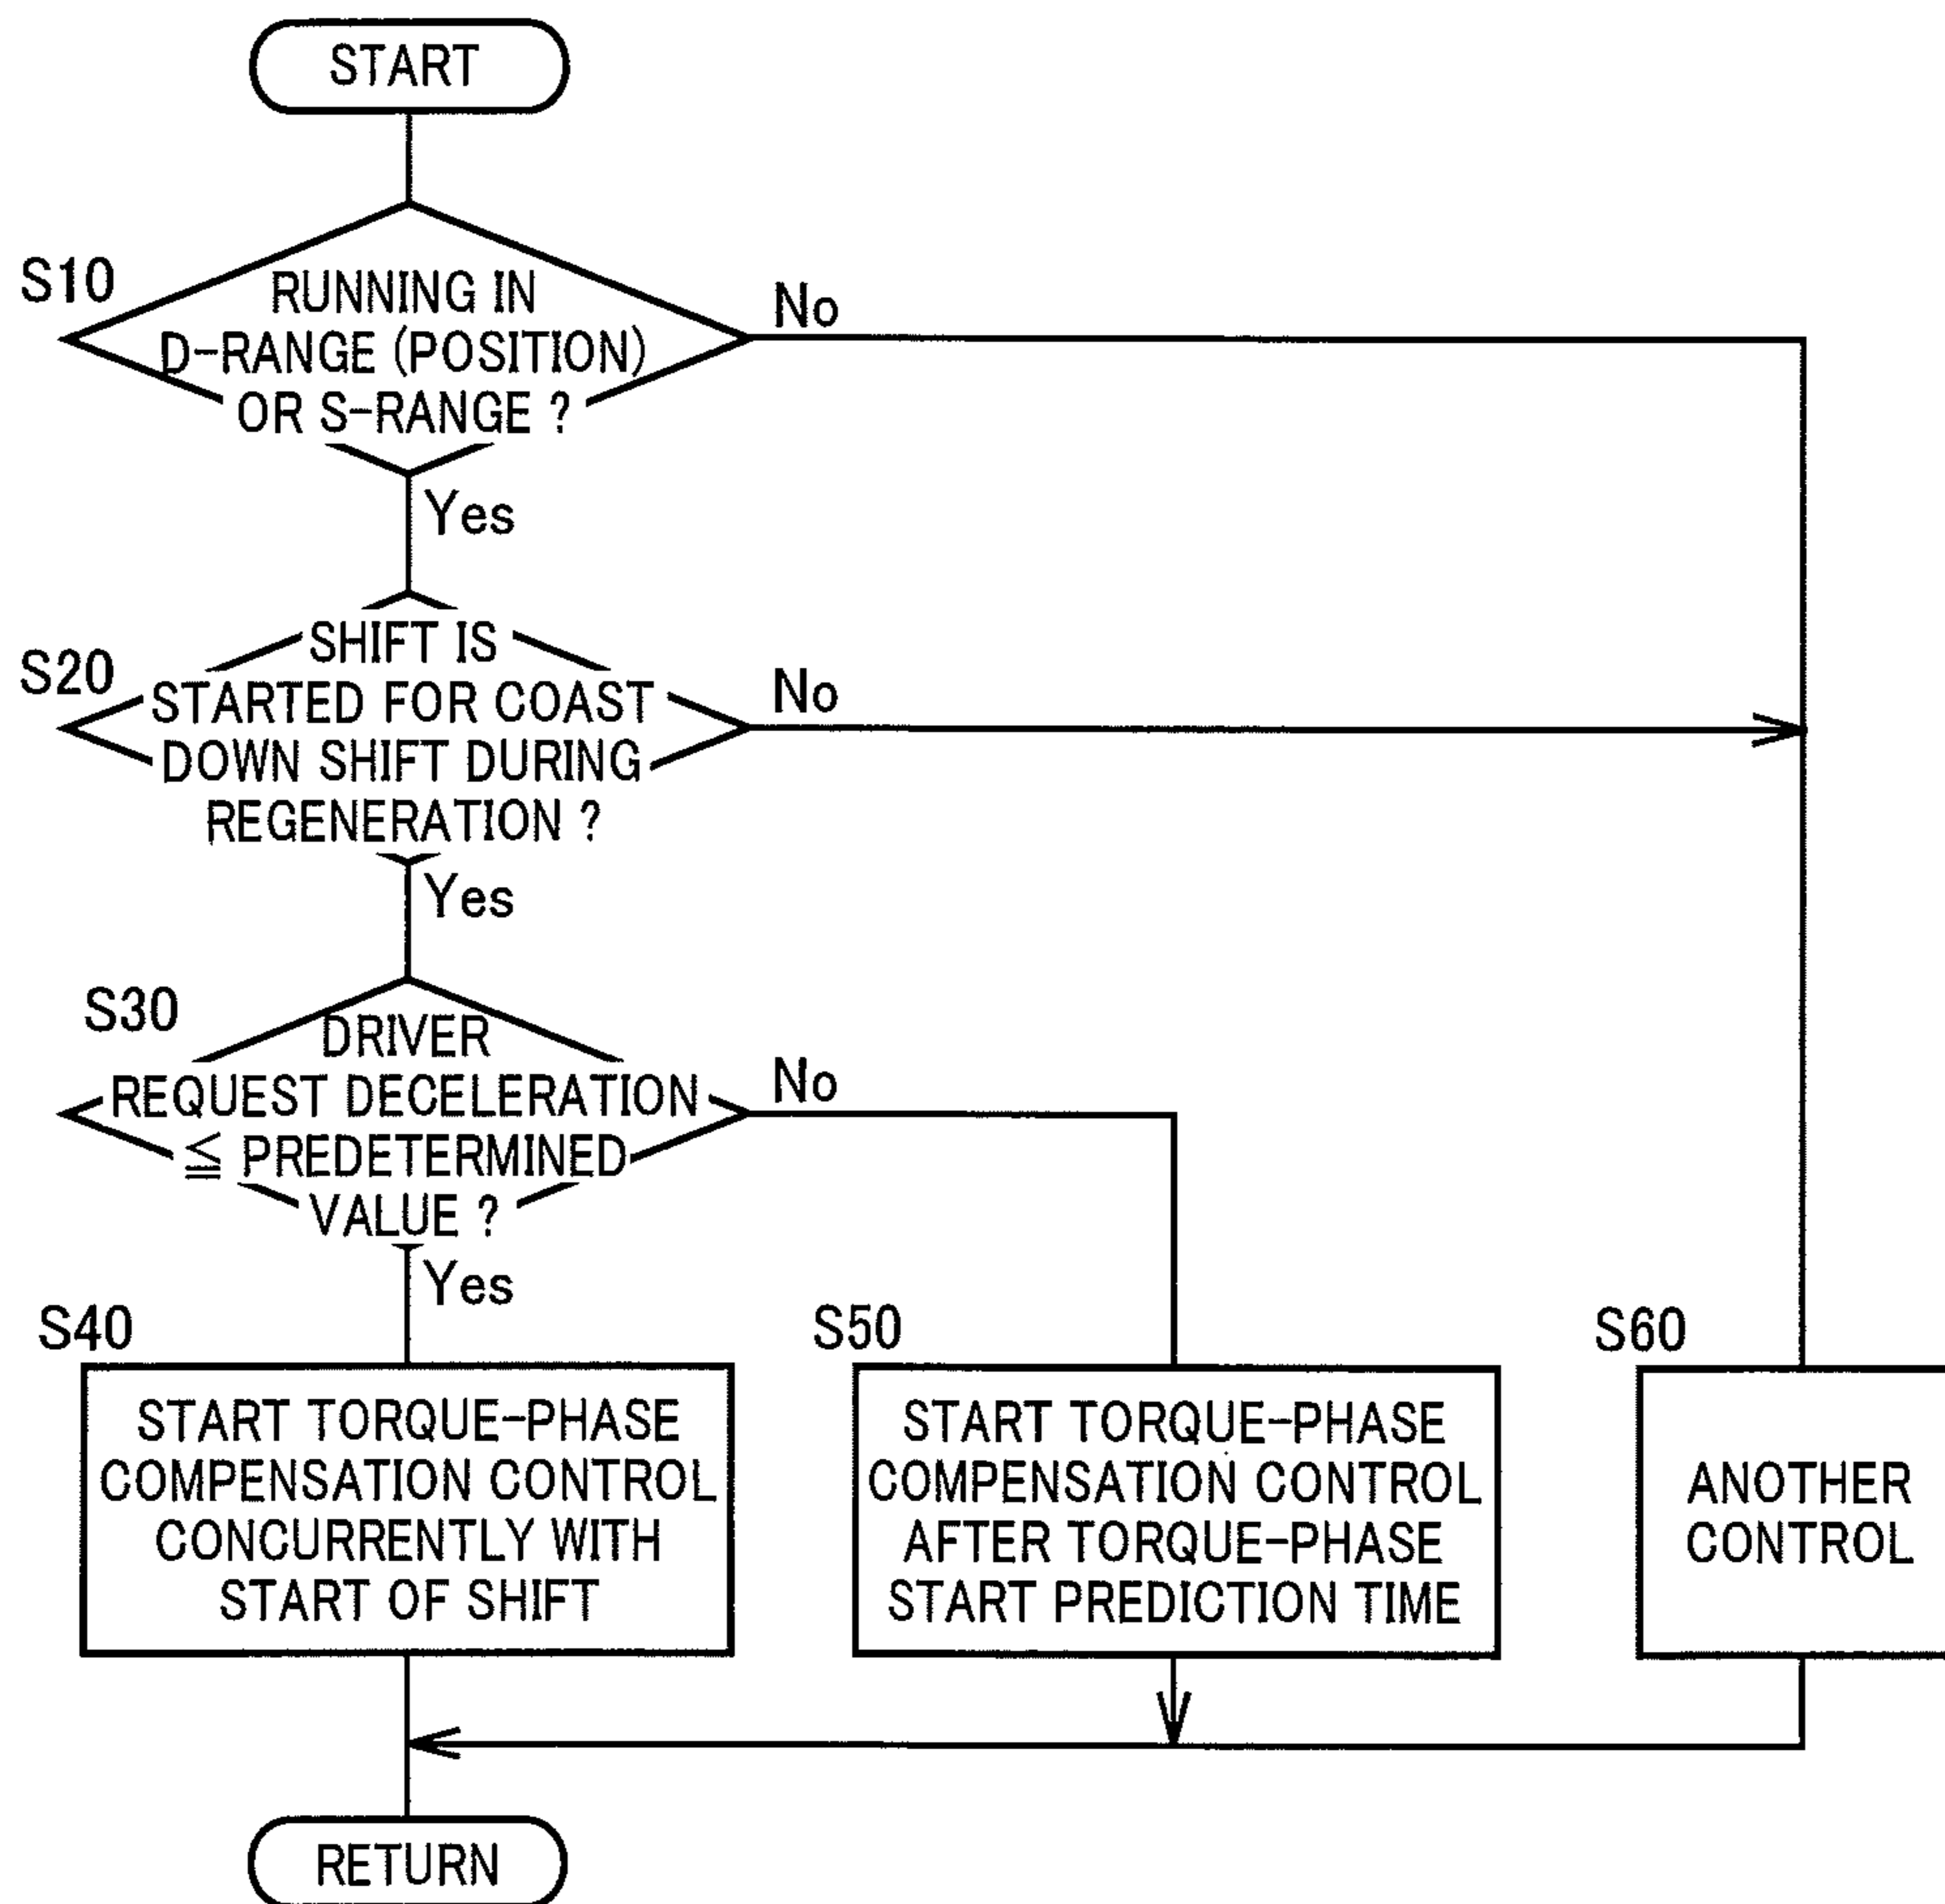 START
S10
RUNNING IN
D-RANGE (POSITION)
OR S-RANGE ?
No
Yes
S20
SHIFT IS
STARTED FOR COAST
DOWN SHIFT DURING
REGENERATION ?
No
Yes
S30
DRIVER
REQUEST DECELERATION
≦ PREDETERMINED
VALUE ?
No
Yes
S40
START TORQUE-PHASE
COMPENSATION CONTROL
CONCURRENTLY WITH
START OF SHIFT
S50
START TORQUE-PHASE
COMPENSATION CONTROL
AFTER TORQUE-PHASE
START PREDICTION TIME
S60
ANOTHER
CONTROL
RETURN